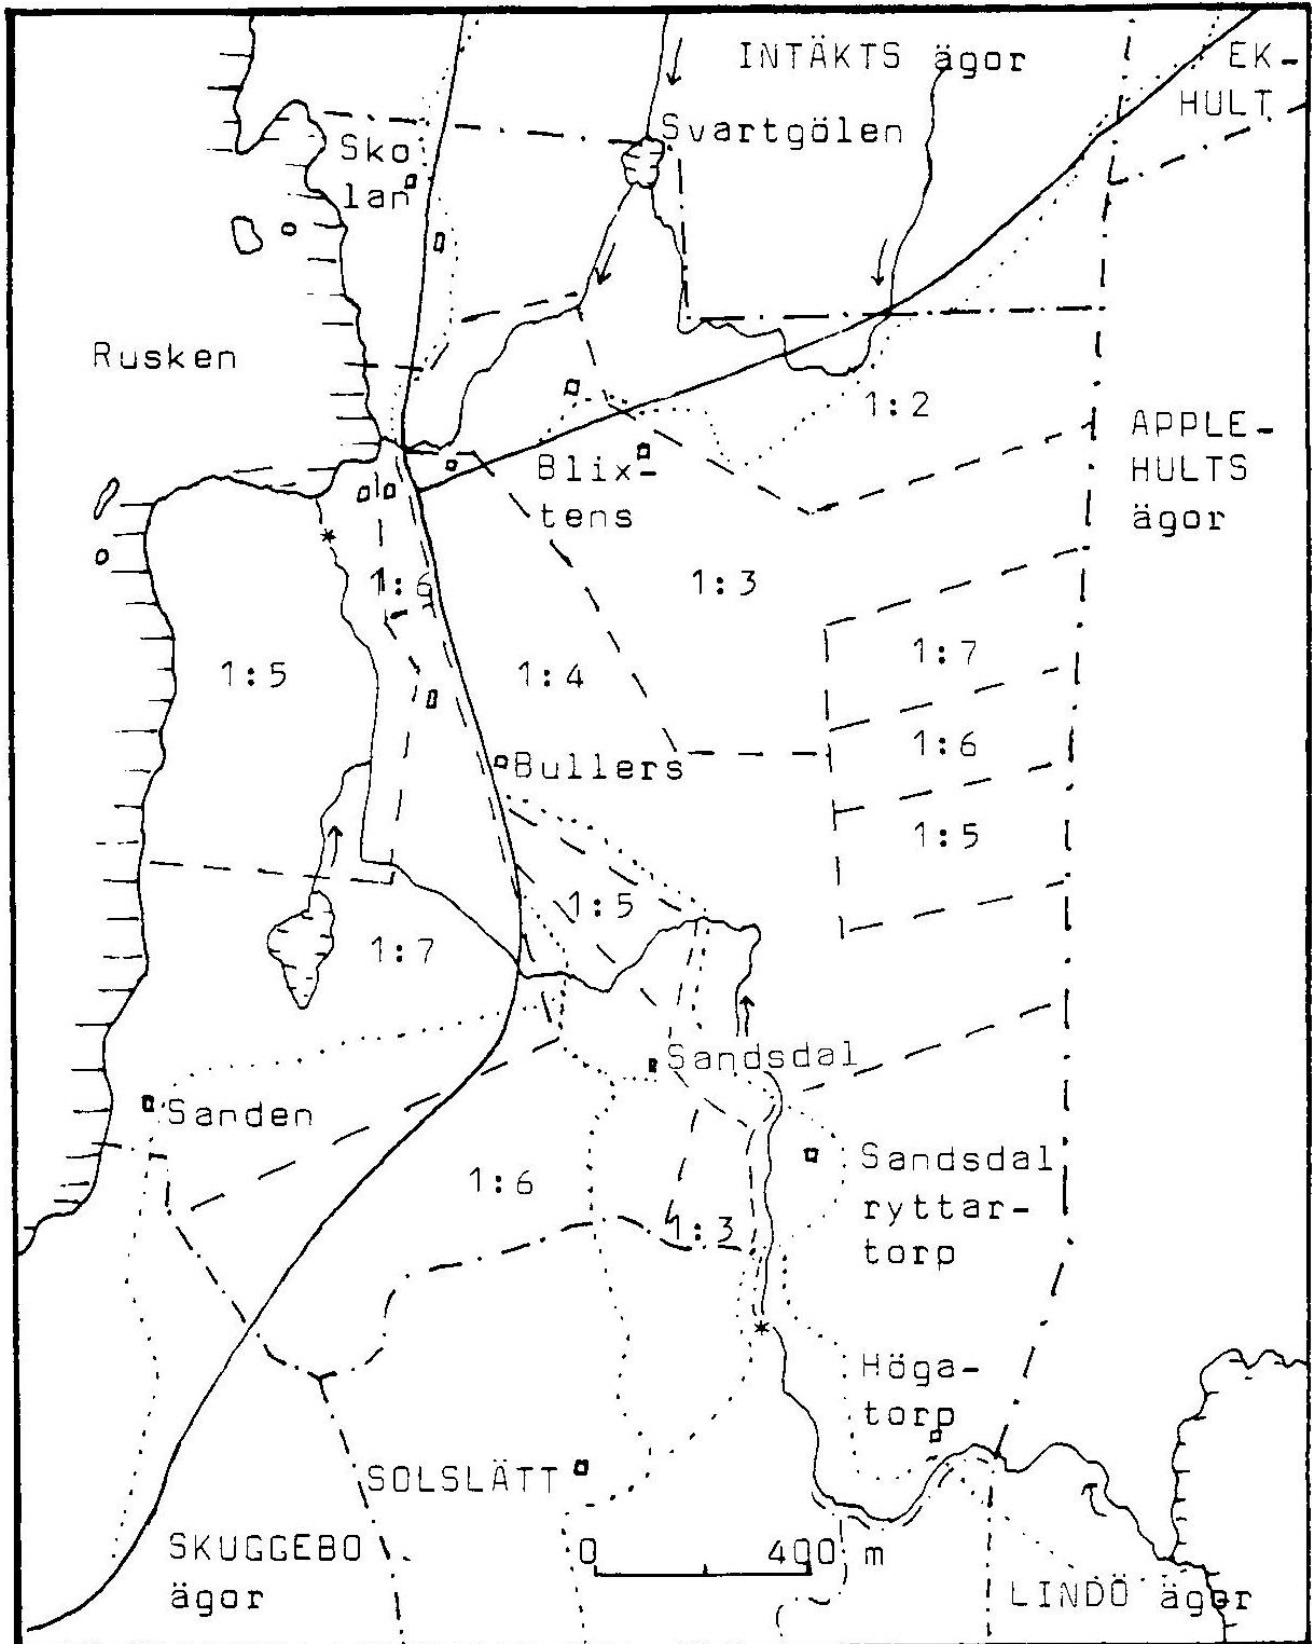 INTÄKTS ägor
EK-
HULT
Svartgölen
Sko
lan
Rusken
1:2
APPLE-
HULTS
ägor
Blix-
tens
1:6
1:3
1:5
1:4
1:7
1:6
Bullers
1:5
1:5
1:7
Sandsdal
Sanden
Sandsdal
ryttar-
torp
1:6
1:3
Höga-
torp
SOLSLÄTT
SKUGGEBO
ägor
0 400 m
LINDÖ ägor